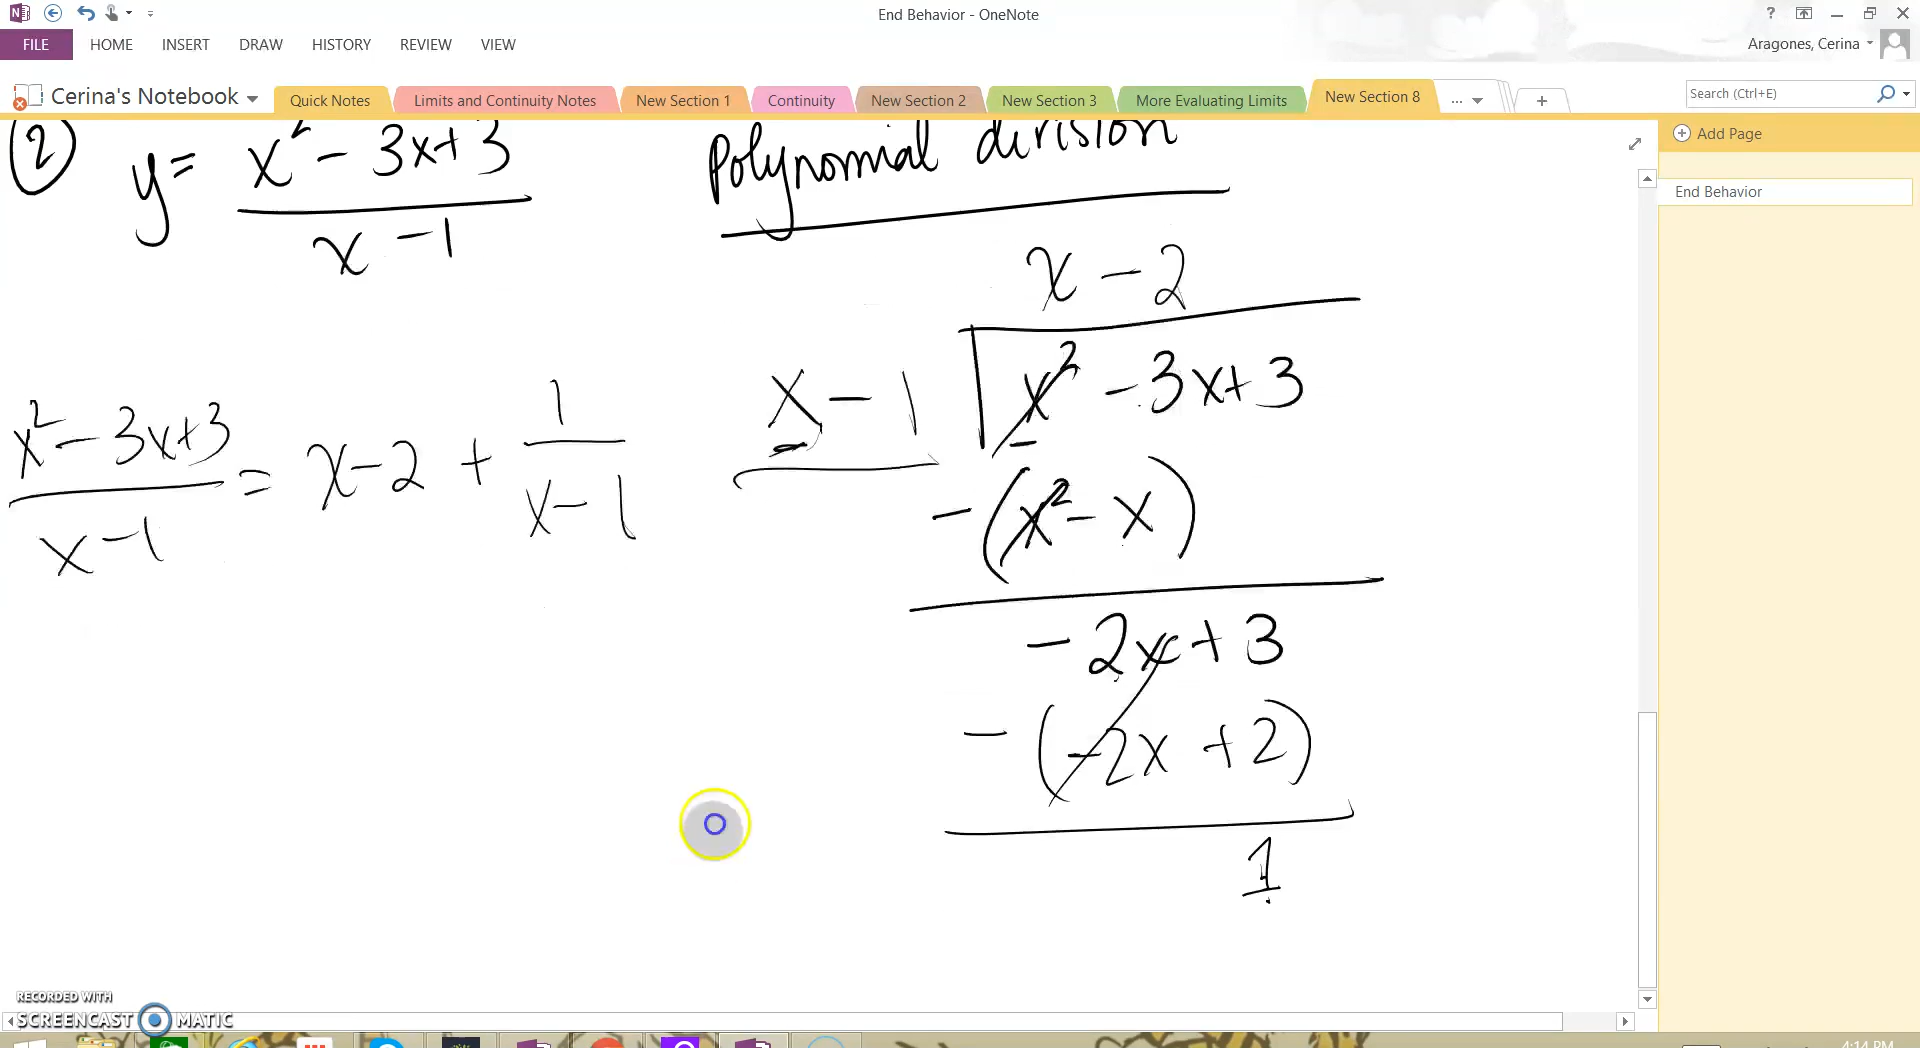 End Behavior - OneNote
?
FILE HOME INSERT DRAW HISTORY REVIEW VIEW
Aragones, Cerina
Cerina's Notebook
Quick Notes
Limits and Continuity Notes
New Section 1
Continuity
New Section 2
New Section 3
More Evaluating Limits
New Section 8
...
Search (Ctrl+E)
Add Page
End Behavior
② y = x² - 3x+3
x - 1
Polynomial division
x - 2
x - 1 x² - 3x+3
- (x² - x)
- 2x + 3
- (-2x + 2)
1
x² - 3x+3 = x - 2 + 1
x - 1 x - 1
RECORDED WITH
SCREENCAST MATIC
4:14 PM